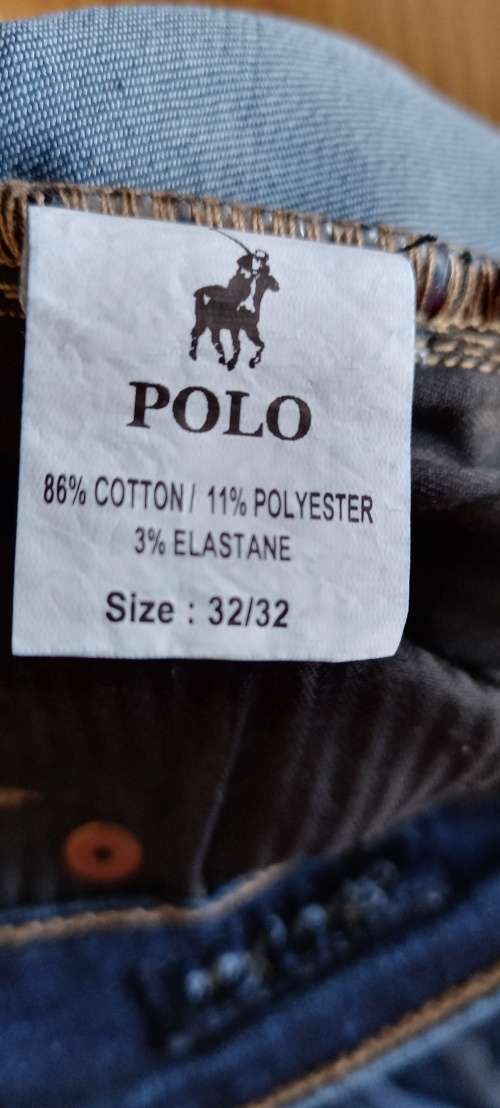 POLO
86% COTTON / 11% POLYESTER
3% ELASTANE
Size : 32/32